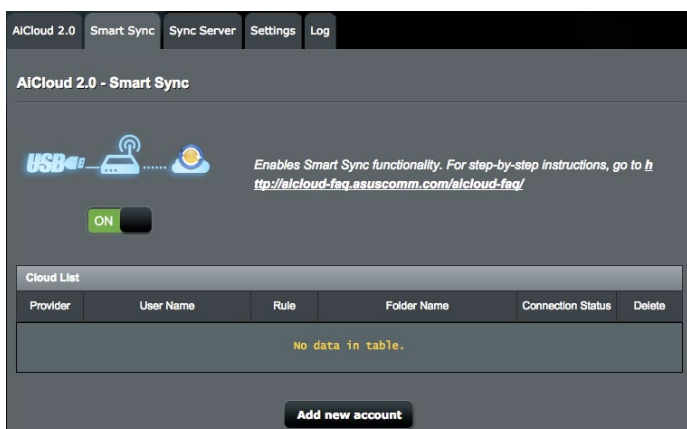 AiCloud 2.0 Smart Sync Sync Server Settings Log
AiCloud 2.0 - Smart Sync
USB
Enables Smart Sync functionality. For step-by-step instructions, go to h
ttp://aicloud-faq.asuscomm.com/aicloud-faq/
ON
Cloud List
Provider User Name Rule Folder Name Connection Status Delete
No data in table.
Add new account